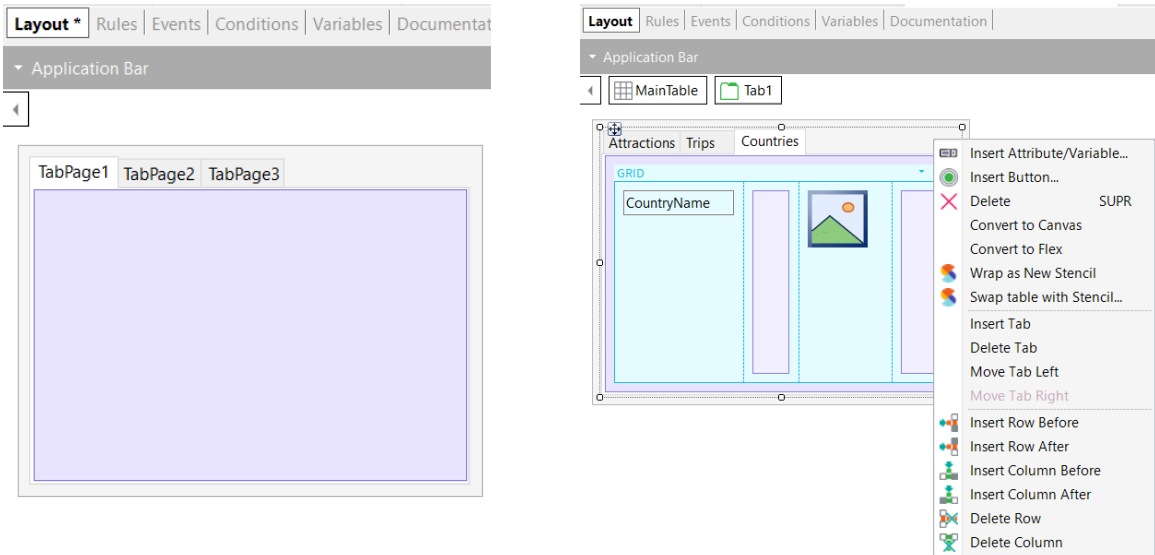 Layout * Rules Events Conditions Variables
Application Bar
TabPage1 TabPage2 TabPage3
Layout Rules Events Conditions Variables Documentation
Application Bar
MainTable Tab1
Attractions Trips Countries
GRID
CountryName
Insert Attribute/Variable...
Insert Button...
Delete SUPR
Convert to Canvas
Convert to Flex
Wrap as New Stencil
Swap table with Stencil...
Insert Tab
Delete Tab
Move Tab Left
Move Tab Right
Insert Row Before
Insert Row After
Insert Column Before
Insert Column After
Delete Row
Delete Column